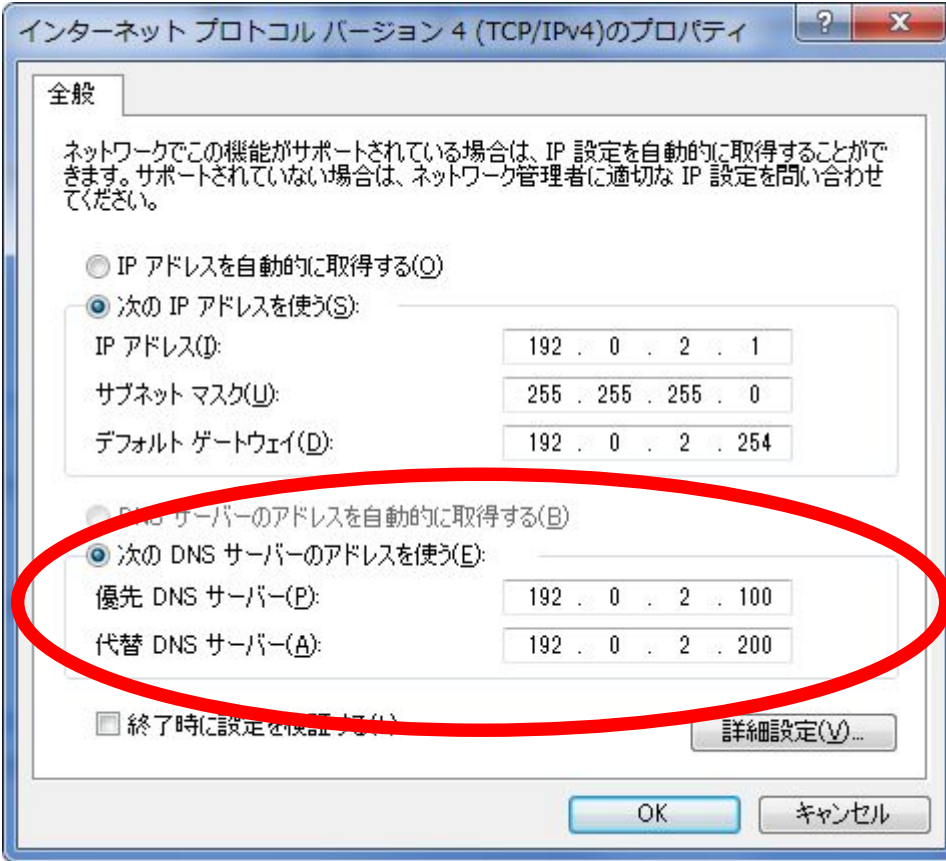 インターネット プロトコル バージョン 4 (TCP/IPv4)のプロパティ
?
X
全般
ネットワークでこの機能がサポートされている場合は、IP 設定を自動的に取得することがで
きます。サポートされていない場合は、ネットワーク管理者に適切な IP 設定を問い合わせ
てください。
IP アドレスを自動的に取得する(O)
次の IP アドレスを使う(S):
IP アドレス(I): 192 . 0 . 2 . 1
サブネット マスク(U): 255 . 255 . 255 . 0
デフォルト ゲートウェイ(D): 192 . 0 . 2 . 254
DNS サーバーのアドレスを自動的に取得する(B)
次の DNS サーバーのアドレスを使う(E):
優先 DNS サーバー(P): 192 . 0 . 2 . 100
代替 DNS サーバー(A): 192 . 0 . 2 . 200
終了時に設定を検証する
詳細設定(V)...
OK
キャンセル